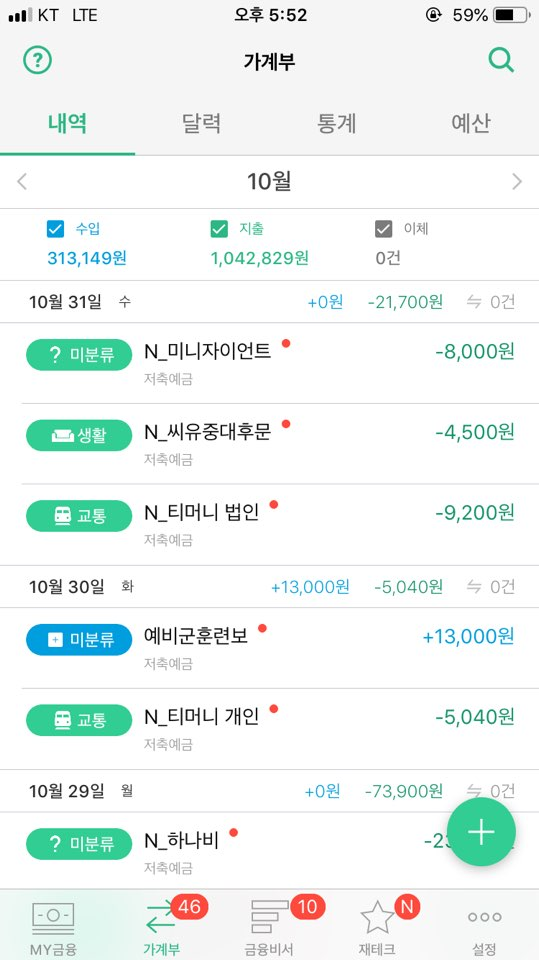 KT LTE 오후 5:52 59%
?
가계부
내역 달력 통계 예산
10월
수입 지출 이체
313,149원 1,042,829원 0건
10월 31일 수 +0원 -21,700원 0건
? 미분류 N_미니자이언트 -8,000원
저축예금
생활 N_씨유중대후문 -4,500원
저축예금
교통 N_티머니 법인 -9,200원
저축예금
10월 30일 화 +13,000원 -5,040원 0건
미분류 예비군훈련보 +13,000원
저축예금
교통 N_티머니 개인 -5,040원
저축예금
10월 29일 월 +0원 -73,900원 0건
? 미분류 N_하나비
저축예금
46 10 N
MY금융 가계부 금융비서 재테크 설정